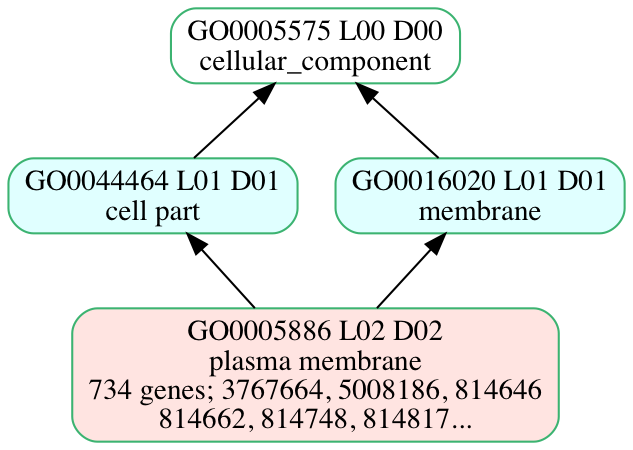 GO0005575 L00 D00
cellular_component
GO0044464 L01 D01
cell part
GO0016020 L01 D01
membrane
GO0005886 L02 D02
plasma membrane
734 genes; 3767664, 5008186, 814646
814662, 814748, 814817...